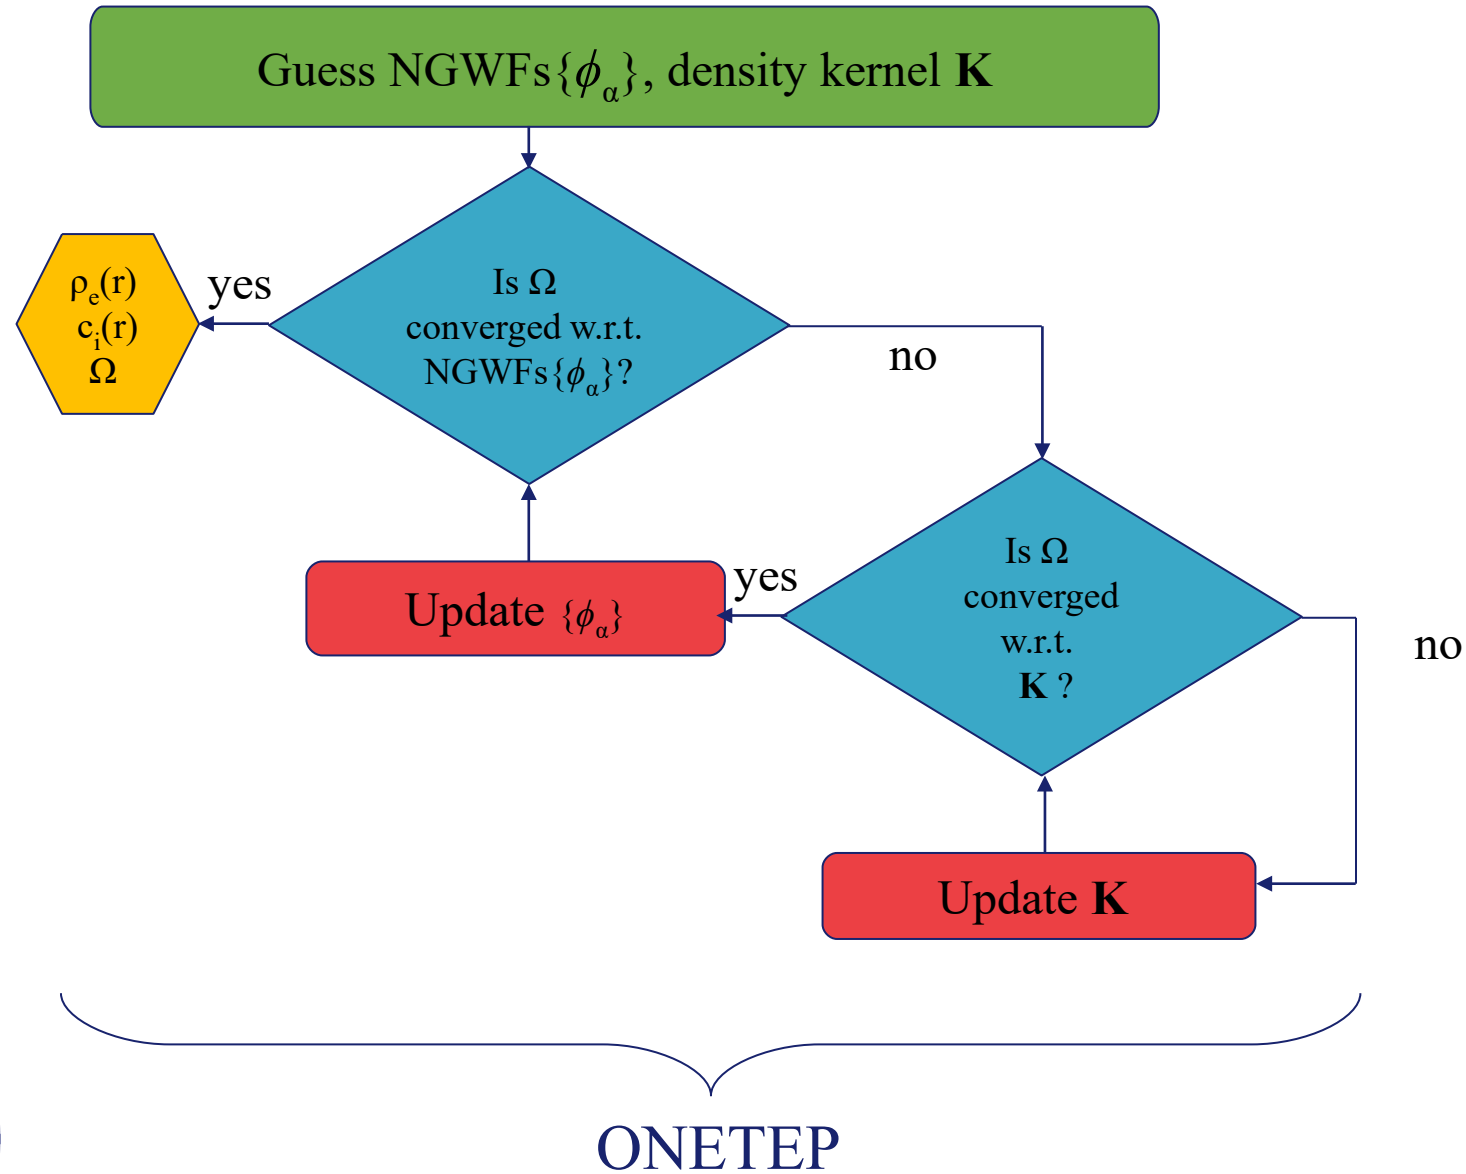 Guess NGWFs{ϕα}, density kernel K
Is Ω
converged w.r.t.
NGWFs{ϕα}?
yes
ρe(r)
ci(r)
Ω
no
Is Ω
converged
w.r.t.
K ?
yes
Update {ϕα}
no
Update K
ONETEP